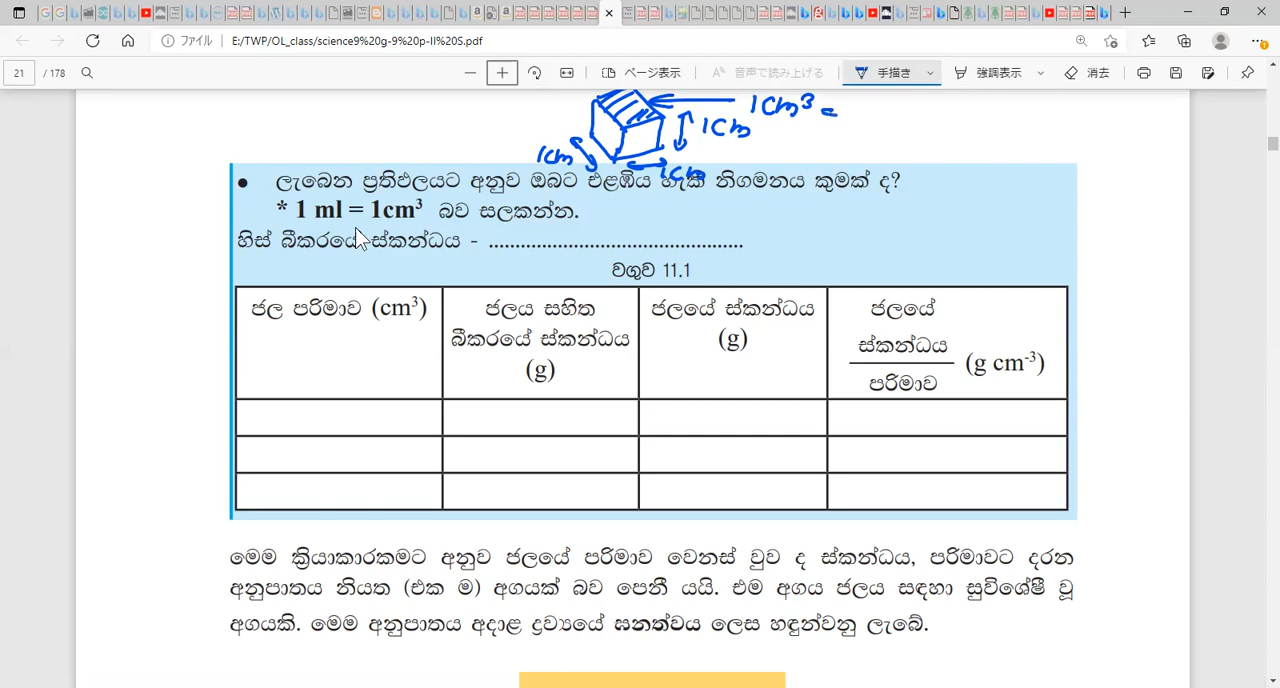 ファイル E:/TWP/OL_class/science9%20g-9%20p-II%20S.pdf
21 / 178 ページ表示 音声で読み上げる 手描き 強調表示 消去
1cm³ =
1cm
1cm
1cm
• ලැබෙන ප්‍රතිඵලයට අනුව ඔබට එළඹිය හැකි නිගමනය කුමක් ද?
* 1 ml = 1cm³ බව සලකන්න.
හිස් බීකරයේ ස්කන්ධය - ................................................
වගුව 11.1
ජල පරිමාව (cm³) ජලය සහිත ජලයේ ස්කන්ධය ජලයේ
බීකරයේ ස්කන්ධය (g) ස්කන්ධය
(g) පරිමාව (g cm⁻³)
මෙම ක්‍රියාකාරකමට අනුව ජලයේ පරිමාව වෙනස් වුව ද ස්කන්ධය, පරිමාවට දරන
අනුපාතය නියත (එක ම) අගයක් බව පෙනී යයි. එම අගය ජලය සඳහා සුවිශේෂී වූ
අගයකි. මෙම අනුපාතය අදාළ ද්‍රව්‍යයේ ඝනත්වය ලෙස හඳුන්වනු ලැබේ.